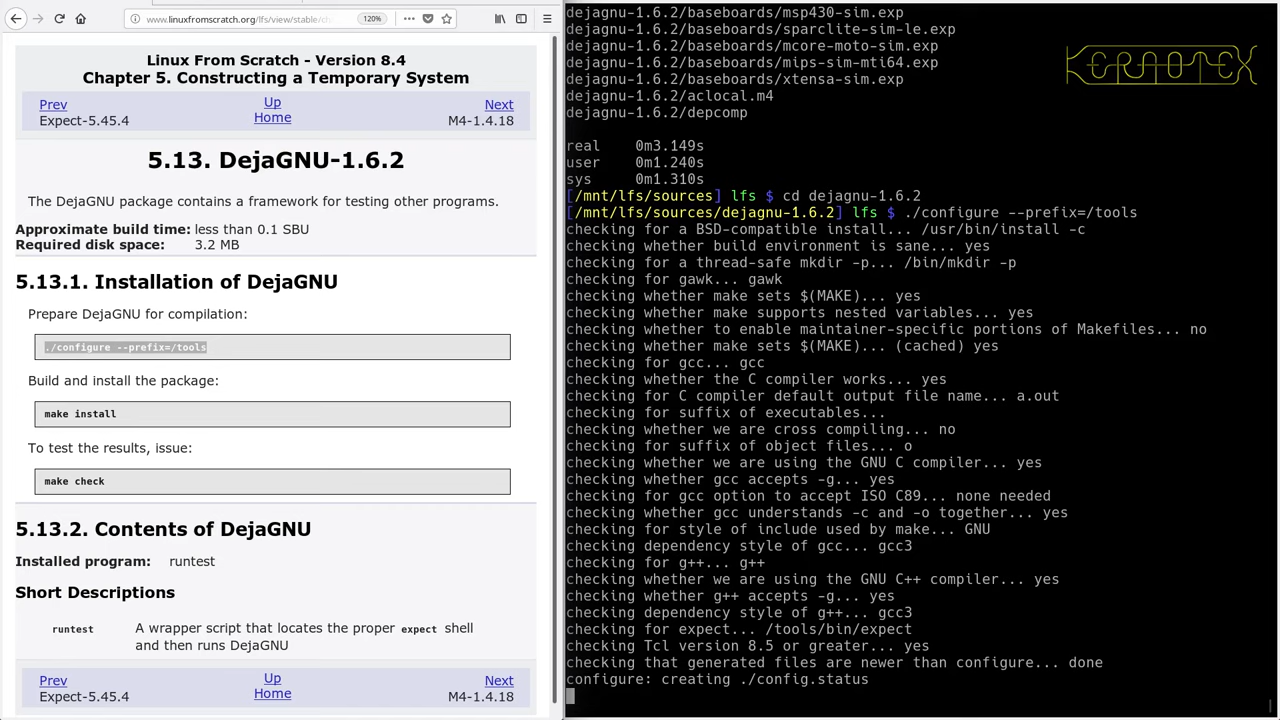 www.linuxfromscratch.org/lfs/view/stable/ch
120%
Linux From Scratch - Version 8.4
Chapter 5. Constructing a Temporary System
Prev
Up
Next
Expect-5.45.4
Home
M4-1.4.18
5.13. DejaGNU-1.6.2
The DejaGNU package contains a framework for testing other programs.
Approximate build time: less than 0.1 SBU
Required disk space: 3.2 MB
5.13.1. Installation of DejaGNU
Prepare DejaGNU for compilation:
./configure --prefix=/tools
Build and install the package:
make install
To test the results, issue:
make check
5.13.2. Contents of DejaGNU
Installed program: runtest
Short Descriptions
runtest A wrapper script that locates the proper expect shell
and then runs DejaGNU
Prev
Up
Next
Expect-5.45.4
Home
M4-1.4.18
dejagnu-1.6.2/baseboards/msp430-sim.exp
dejagnu-1.6.2/baseboards/sparclite-sim-le.exp
dejagnu-1.6.2/baseboards/mcore-moto-sim.exp
dejagnu-1.6.2/baseboards/mips-sim-mti64.exp
dejagnu-1.6.2/baseboards/xtensa-sim.exp
dejagnu-1.6.2/aclocal.m4
dejagnu-1.6.2/depcomp
real 0m3.149s
user 0m1.240s
sys 0m1.310s
[/mnt/lfs/sources] lfs $ cd dejagnu-1.6.2
[/mnt/lfs/sources/dejagnu-1.6.2] lfs $ ./configure --prefix=/tools
checking for a BSD-compatible install... /usr/bin/install -c
checking whether build environment is sane... yes
checking for a thread-safe mkdir -p... /bin/mkdir -p
checking for gawk... gawk
checking whether make sets $(MAKE)... yes
checking whether make supports nested variables... yes
checking whether to enable maintainer-specific portions of Makefiles... no
checking whether make sets $(MAKE)... (cached) yes
checking for gcc... gcc
checking whether the C compiler works... yes
checking for C compiler default output file name... a.out
checking for suffix of executables...
checking whether we are cross compiling... no
checking for suffix of object files... o
checking whether we are using the GNU C compiler... yes
checking whether gcc accepts -g... yes
checking for gcc option to accept ISO C89... none needed
checking whether gcc understands -c and -o together... yes
checking for style of include used by make... GNU
checking dependency style of gcc... gcc3
checking for g++... g++
checking whether we are using the GNU C++ compiler... yes
checking whether g++ accepts -g... yes
checking dependency style of g++... gcc3
checking for expect... /tools/bin/expect
checking Tcl version 8.5 or greater... yes
checking that generated files are newer than configure... done
configure: creating ./config.status